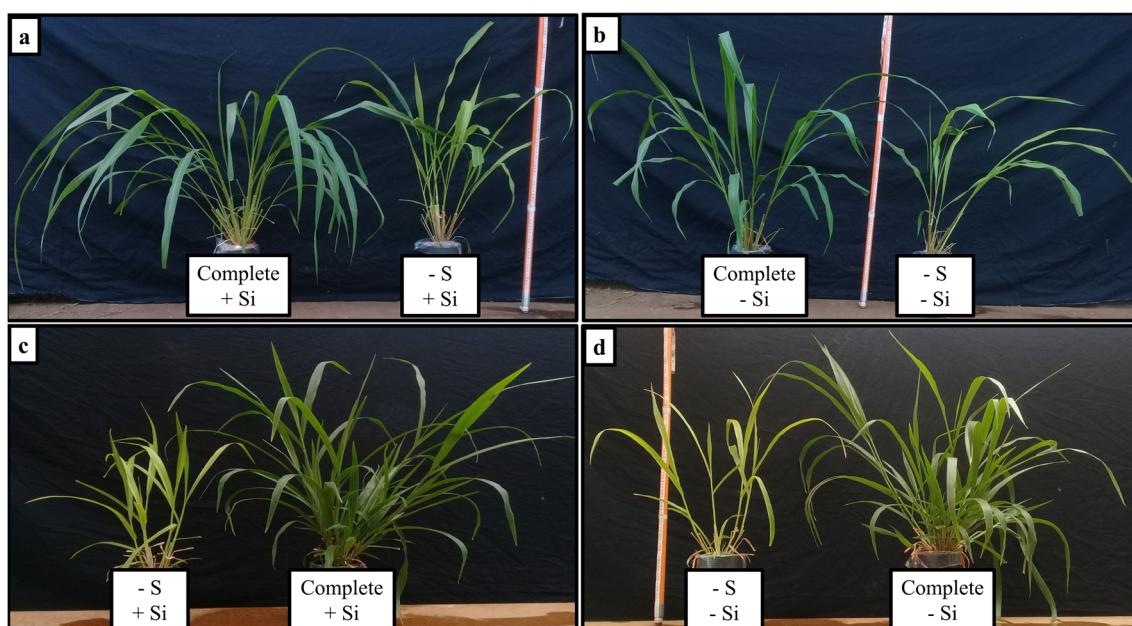 a
Complete
+ Si
- S
+ Si
b
Complete
- Si
- S
- Si
c
- S
+ Si
Complete
+ Si
d
- S
- Si
Complete
- Si